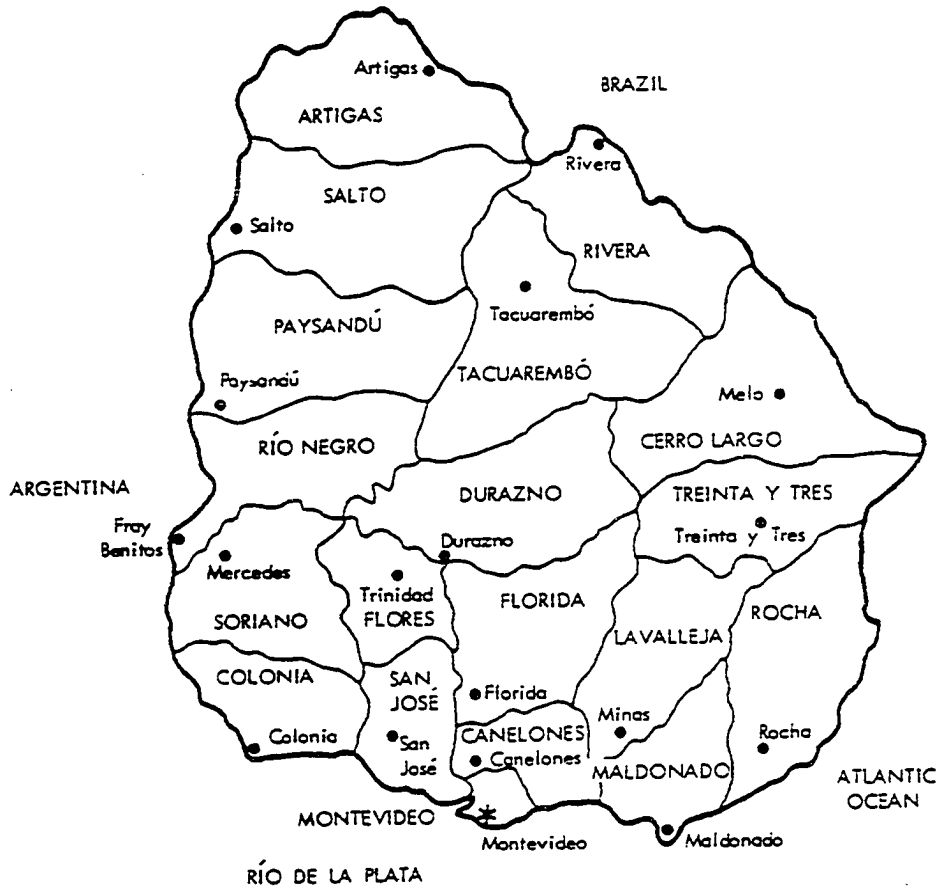 Artigas
BRAZIL
ARTIGAS
Rivera
SALTO
Salto
RIVERA
Tacuarembó
PAYSANDÚ
TACUAREMBÓ
Paysandú
Melo
CERRO LARGO
RÍO NEGRO
ARGENTINA
DURAZNO
TREINTA Y TRES
Fray
Benitos
Treinta y Tres
Durazno
Mercedes
Trinidad
FLORES
FLORIDA
ROCHA
SORIANO
LAVALLEJA
COLONIA
SAN
JOSÉ
Florida
Minas
Colonia
San
José
CANELONES
Canelones
Rocha
MALDONADO
ATLANTIC
OCEAN
MONTEVIDEO
Montevideo
Maldonado
RÍO DE LA PLATA